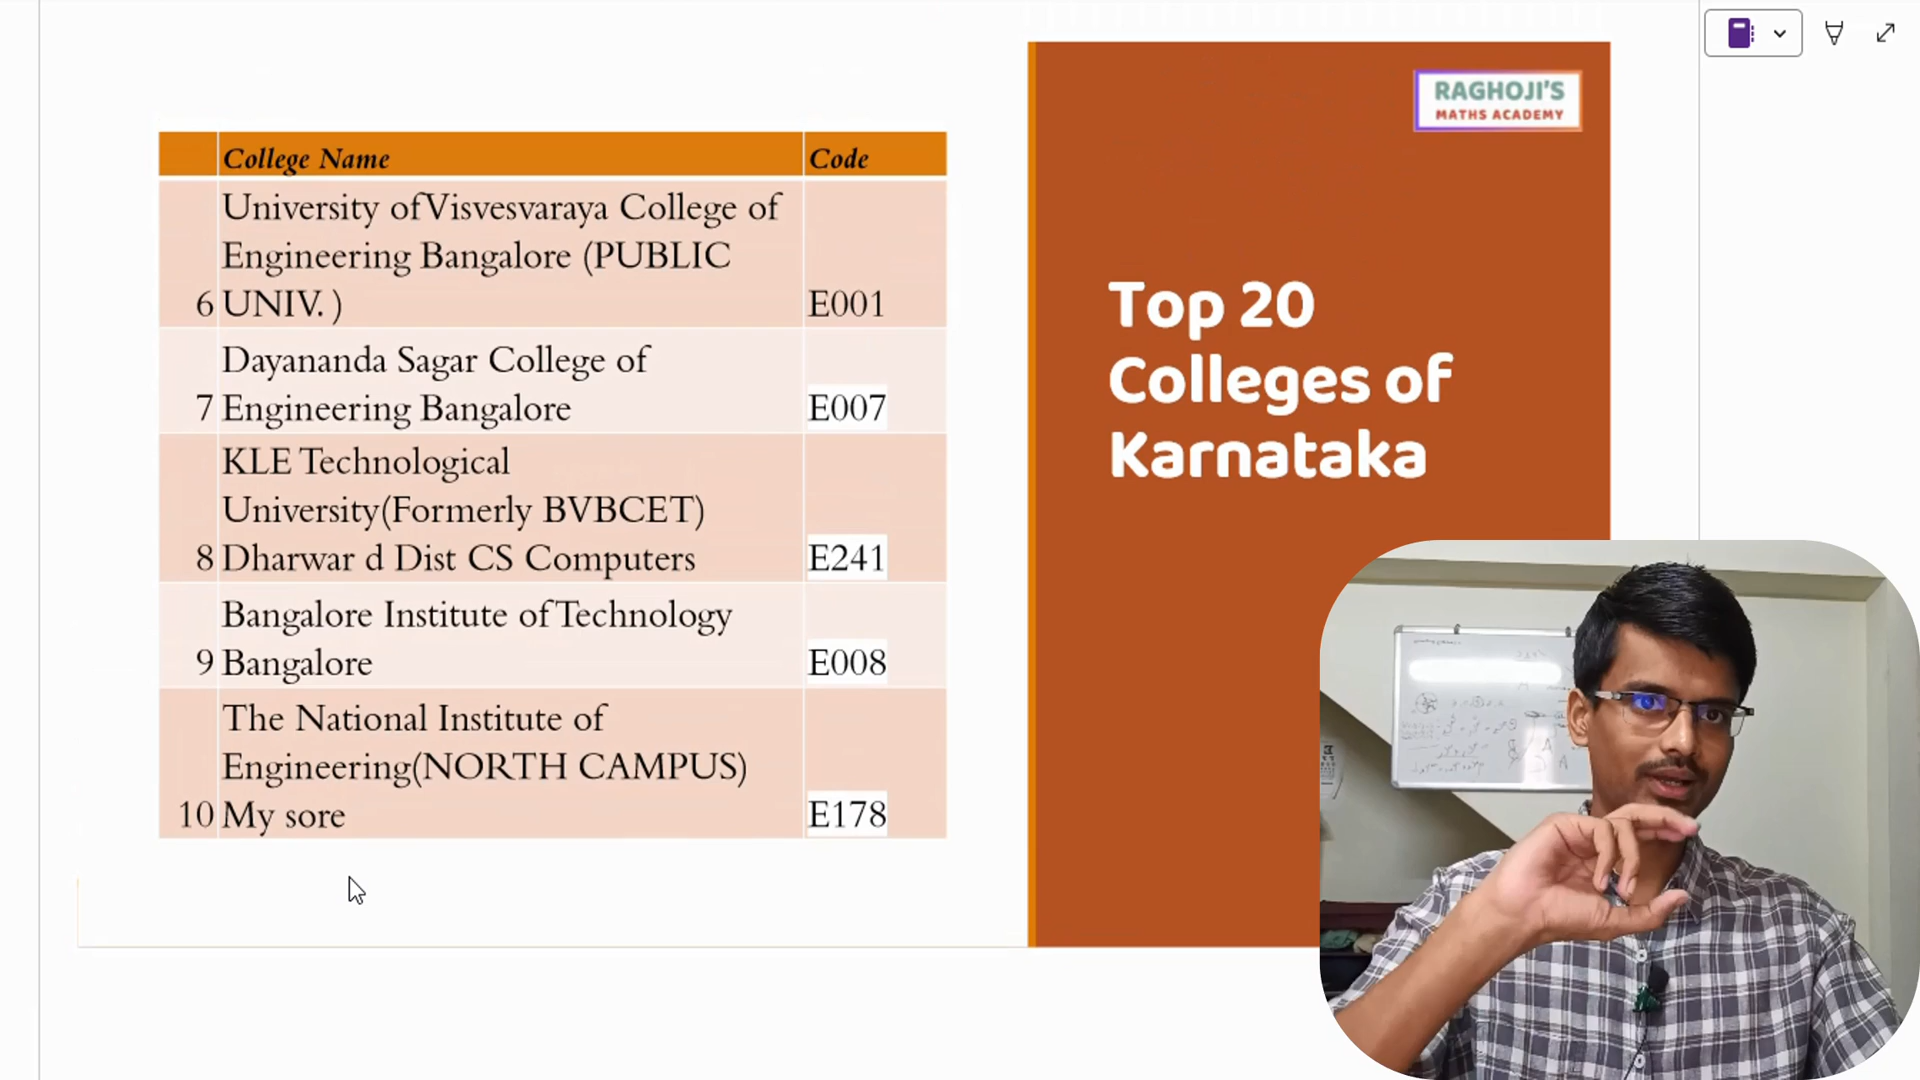 College Name Code
University of Visvesvaraya College of
Engineering Bangalore (PUBLIC
6 UNIV. ) E001
Dayananda Sagar College of
7 Engineering Bangalore E007
KLE Technological
University(Formerly BVBCET)
8 Dharwar d Dist CS Computers E241
Bangalore Institute of Technology
9 Bangalore E008
The National Institute of
Engineering(NORTH CAMPUS)
10 My sore E178
RAGHOJI'S
MATHS ACADEMY
Top 20
Colleges of
Karnataka